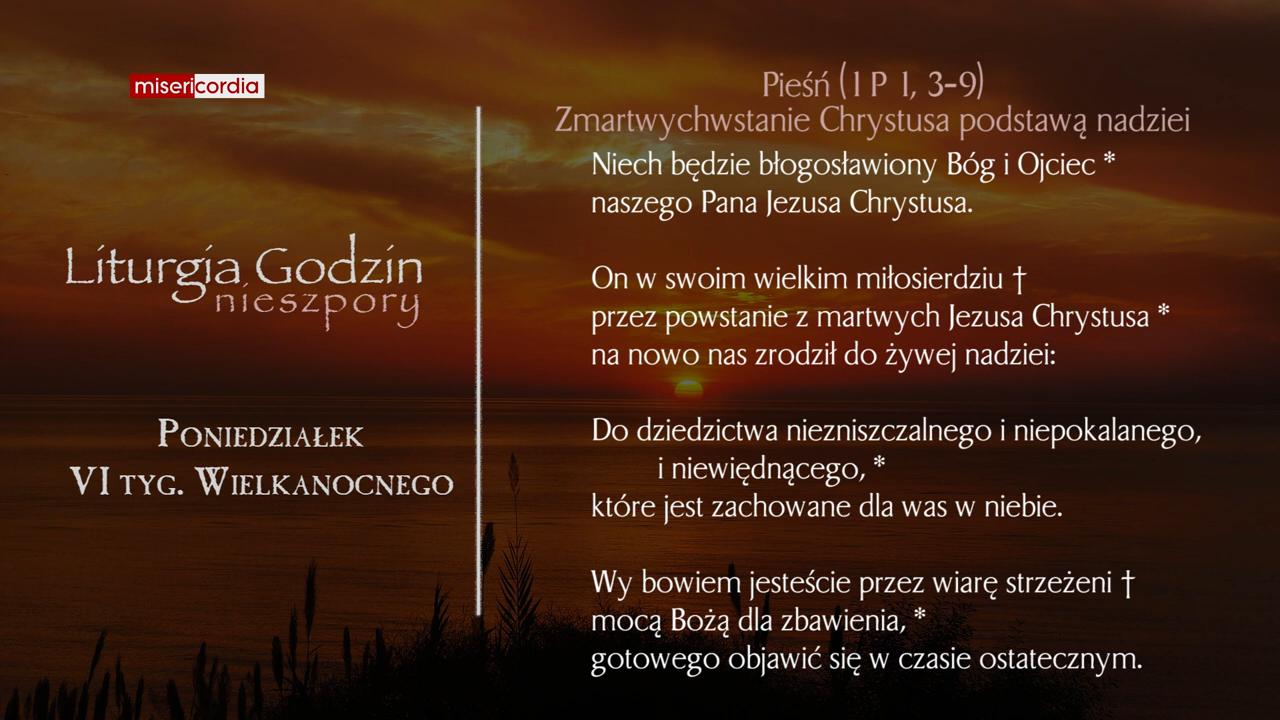 misericordia
Liturgia Godzin
nieszpory
Poniedziałek
VI tyg. Wielkanocnego
Pieśń (1 P 1, 3-9)
Zmartwychwstanie Chrystusa podstawą nadziei
Niech będzie błogosławiony Bóg i Ojciec *
naszego Pana Jezusa Chrystusa.
On w swoim wielkim miłosierdziu †
przez powstanie z martwych Jezusa Chrystusa *
na nowo nas zrodził do żywej nadziei:
Do dziedzictwa niezniszczalnego i niepokalanego,
i niewiędnącego, *
które jest zachowane dla was w niebie.
Wy bowiem jesteście przez wiarę strzeżeni †
mocą Bożą dla zbawienia, *
gotowego objawić się w czasie ostatecznym.